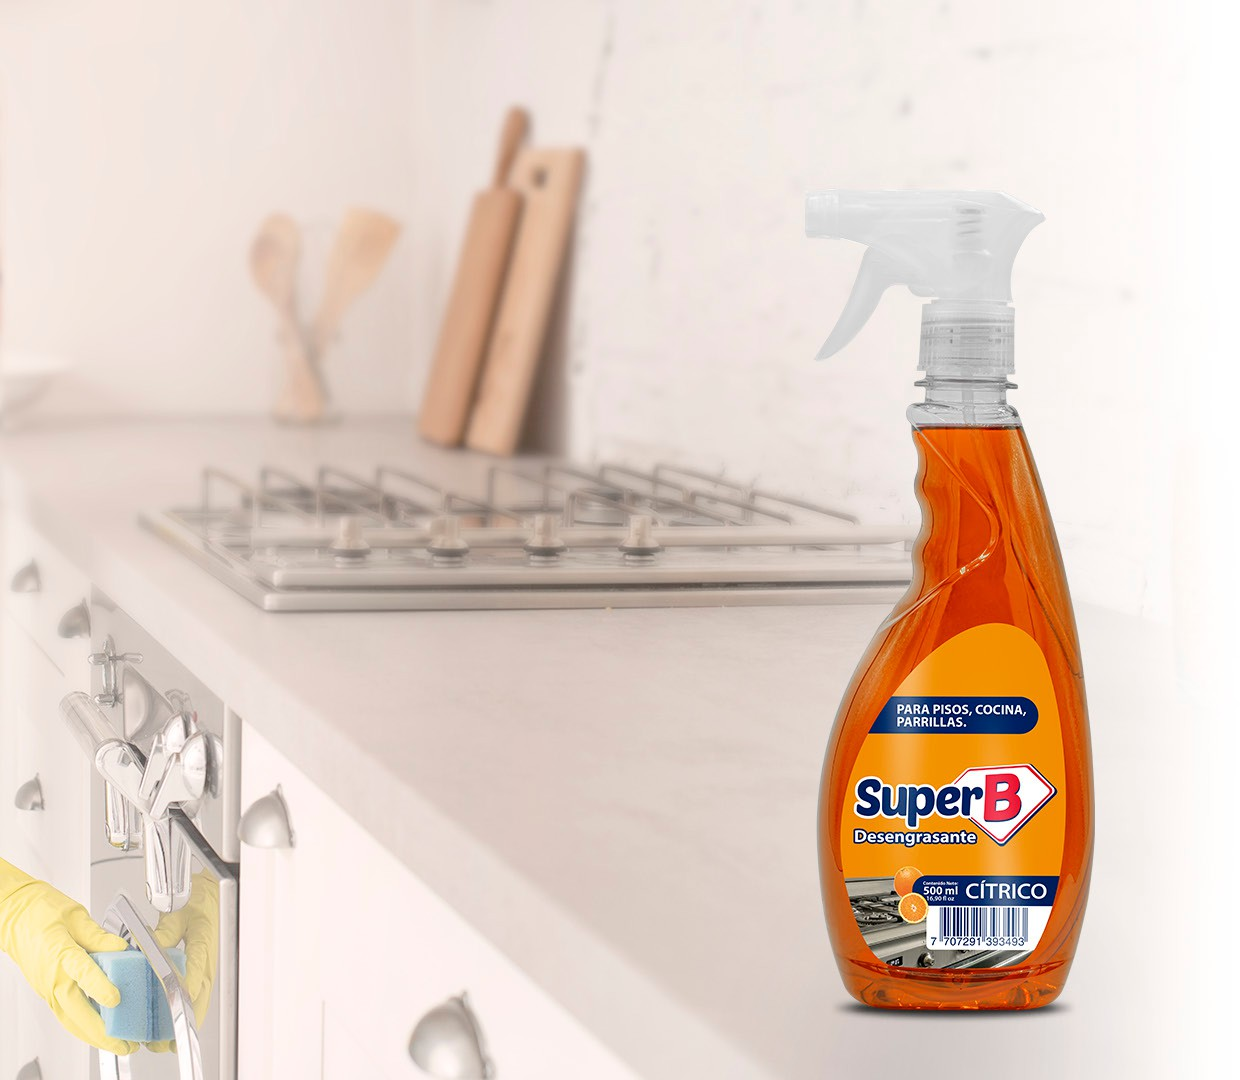 PARA PISOS, COCINA,
PARRILLAS.
SuperB
Desengrasante
Contenido Neto:
500 ml
16,90 fl oz
CÍTRICO
7 707291 393493